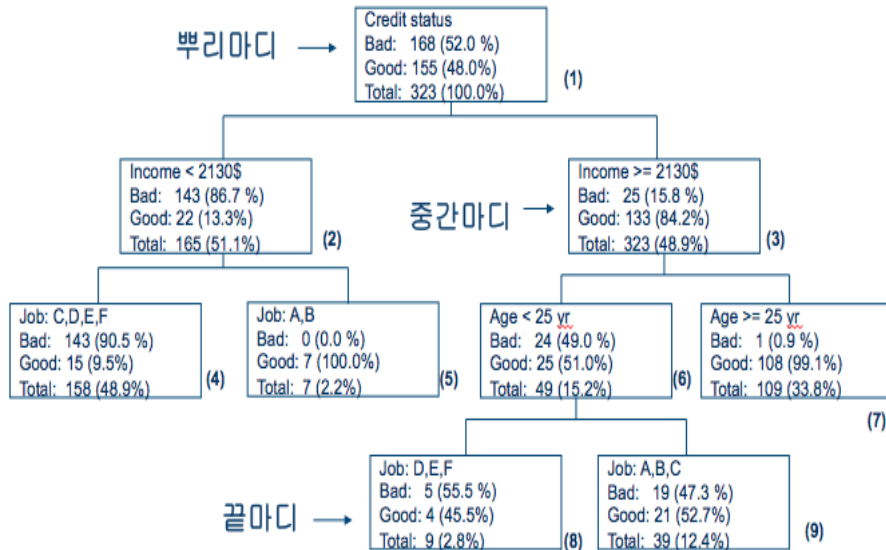 Credit status
뿌리마디
Bad: 168 (52.0 %)
Good: 155 (48.0%)
Total: 323 (100.0%)
(1)
Income < 2130$
Bad: 143 (86.7 %)
Good: 22 (13.3%)
Total: 165 (51.1%)
(2)
중간마디
Income >= 2130$
Bad: 25 (15.8 %)
Good: 133 (84.2%)
Total: 323 (48.9%)
(3)
Job: C,D,E,F
Bad: 143 (90.5 %)
Good: 15 (9.5%)
Total: 158 (48.9%)
(4)
Job: A,B
Bad: 0 (0.0 %)
Good: 7 (100.0%)
Total: 7 (2.2%)
(5)
Age < 25 yr
Bad: 24 (49.0 %)
Good: 25 (51.0%)
Total: 49 (15.2%)
(6)
Age >= 25 yr
Bad: 1 (0.9 %)
Good: 108 (99.1%)
Total: 109 (33.8%)
(7)
끝마디
Job: D,E,F
Bad: 5 (55.5 %)
Good: 4 (45.5%)
Total: 9 (2.8%)
(8)
Job: A,B,C
Bad: 19 (47.3 %)
Good: 21 (52.7%)
Total: 39 (12.4%)
(9)